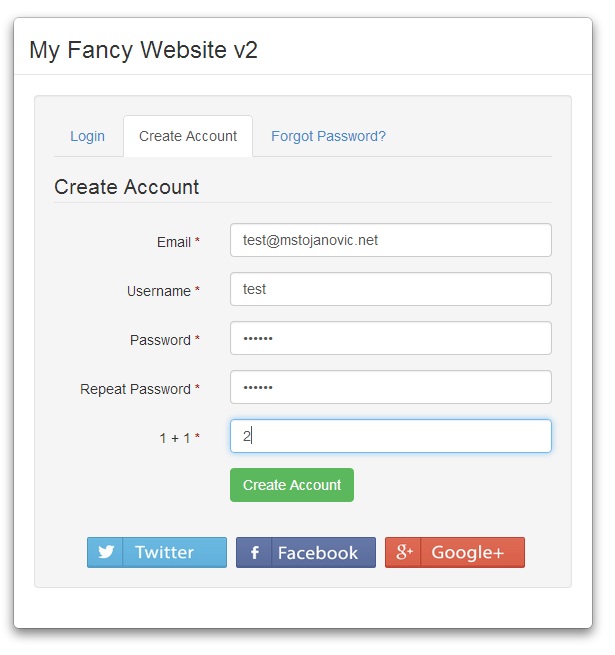 My Fancy Website v2
Login Create Account Forgot Password?
Create Account
Email * test@mstojanovic.net
Username * test
Password * ••••••
Repeat Password * ••••••
1 + 1 * 2
Create Account
Twitter f Facebook g+ Google+